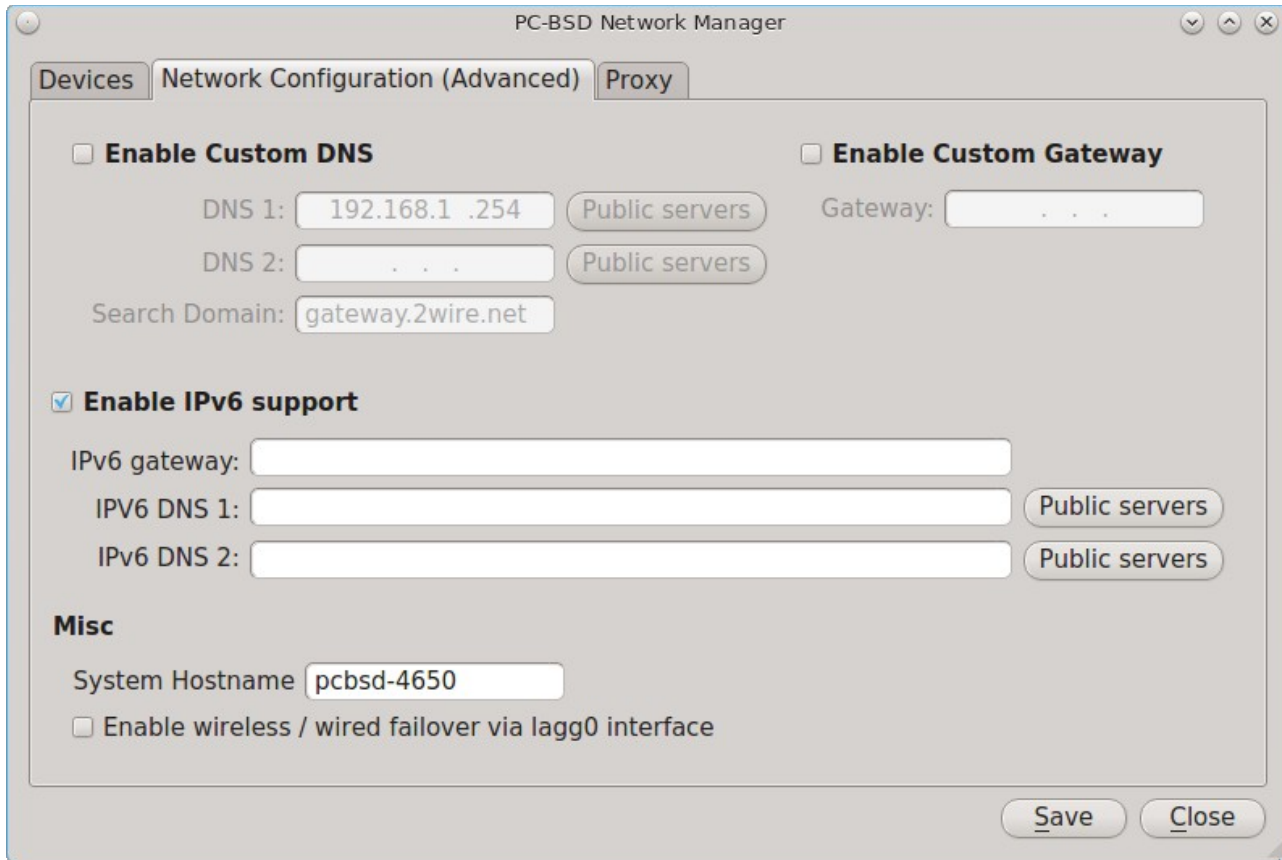 PC-BSD Network Manager
Devices Network Configuration (Advanced) Proxy
Enable Custom DNS
DNS 1: 192.168.1 .254 Public servers
DNS 2: . . . Public servers
Search Domain: gateway.2wire.net
Enable Custom Gateway
Gateway: . . .
Enable IPv6 support
IPv6 gateway:
IPV6 DNS 1: Public servers
IPv6 DNS 2: Public servers
Misc
System Hostname pcbsd-4650
Enable wireless / wired failover via lagg0 interface
Save Close